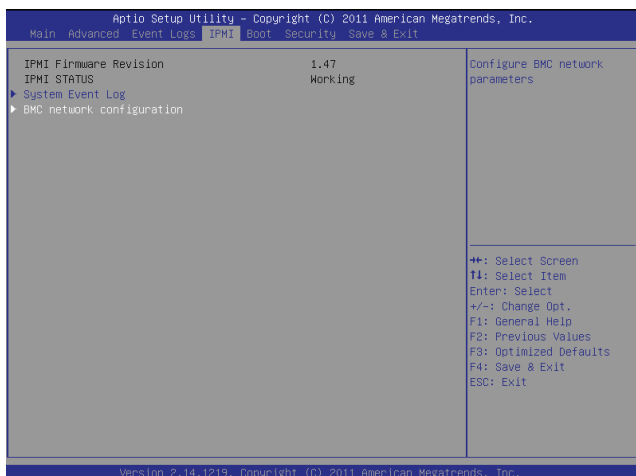 Aptio Setup Utility – Copyright (C) 2011 American Megatrends, Inc.
Main Advanced Event Logs IPMI Boot Security Save & Exit
IPMI Firmware Revision 1.47
IPMI STATUS Working
▶ System Event Log
▶ BMC network configuration
Configure BMC network
parameters
→←: Select Screen
↑↓: Select Item
Enter: Select
+/-: Change Opt.
F1: General Help
F2: Previous Values
F3: Optimized Defaults
F4: Save & Exit
ESC: Exit
Version 2.14.1219. Copyright (C) 2011 American Megatrends, Inc.